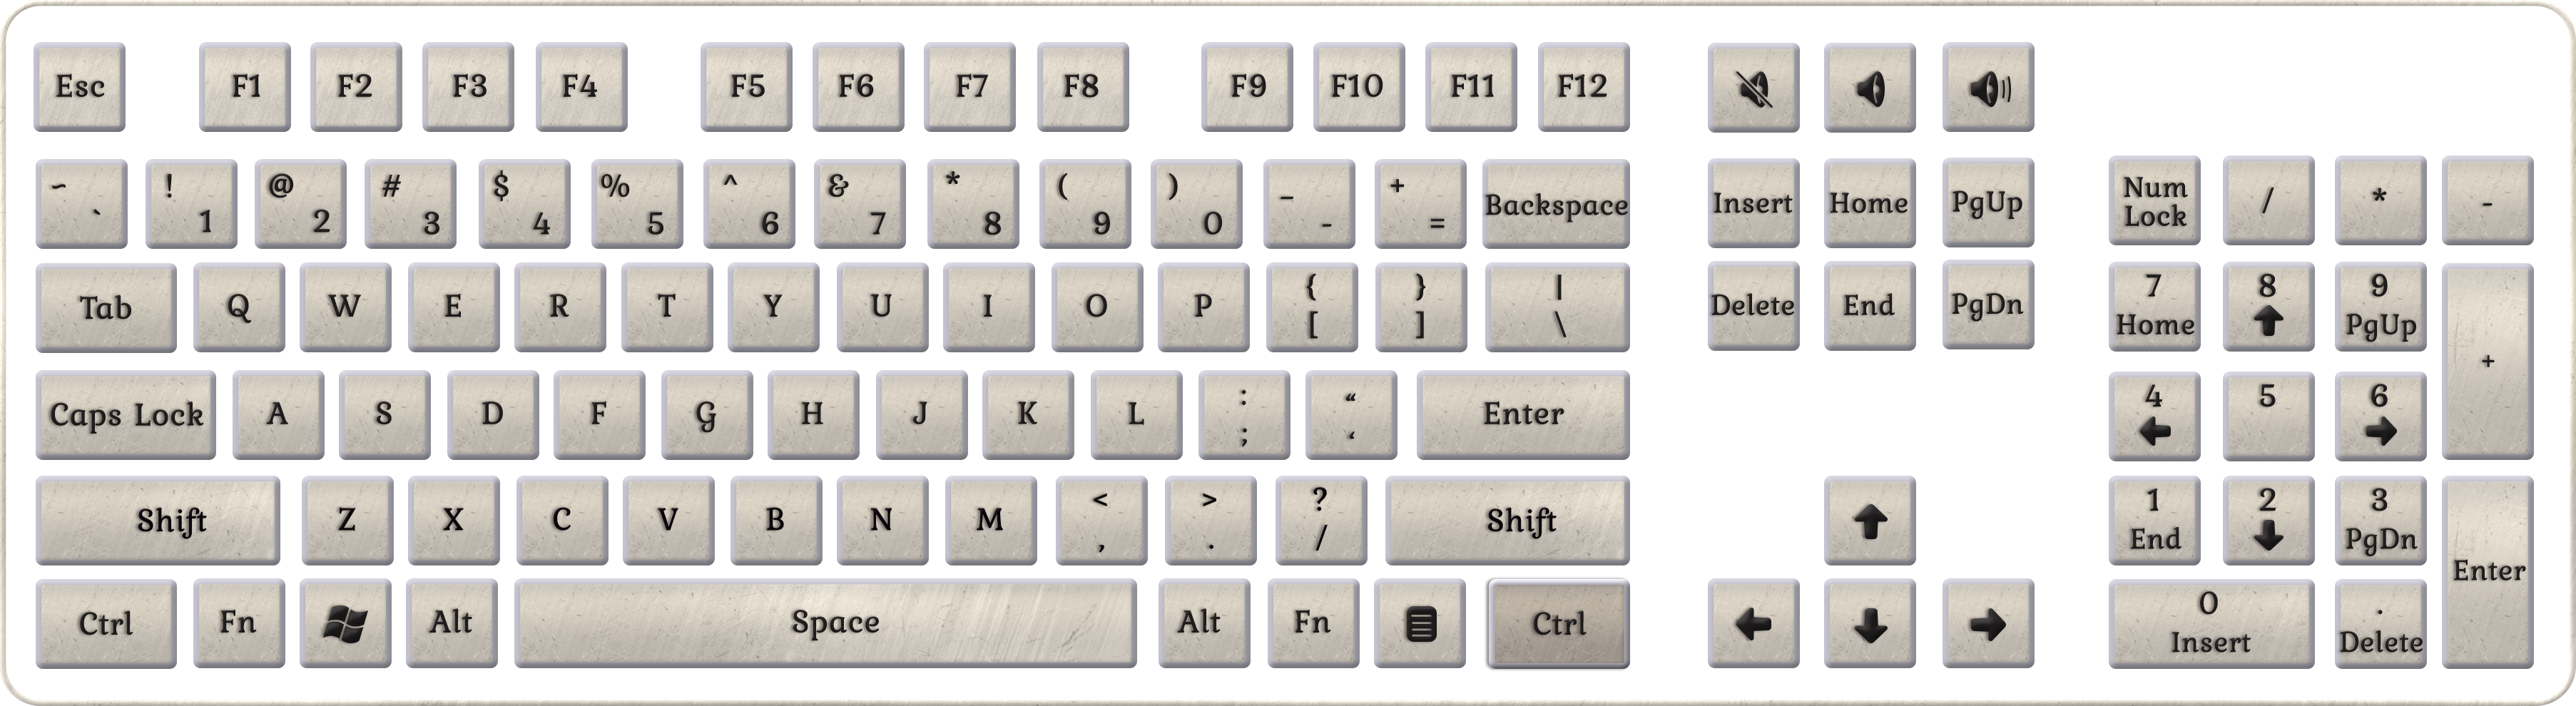 Esc F1 F2 F3 F4 F5 F6 F7 F8 F9 F10 F11 F12
~ ` ! 1 @ 2 # 3 $ 4 % 5 ^ 6 & 7 * 8 ( 9 ) 0 _ - + = Backspace Insert Home PgUp Num Lock / * -
Tab Q W E R T Y U I O P { [ } ] | \ Delete End PgDn 7 Home 8 9 PgUp +
Caps Lock A S D F G H J K L : ; “ ‘ Enter 4 5 6
Shift Z X C V B N M < , > . ? / Shift 1 End 2 3 PgDn Enter
Ctrl Fn Alt Space Alt Fn Ctrl 0 Insert . Delete